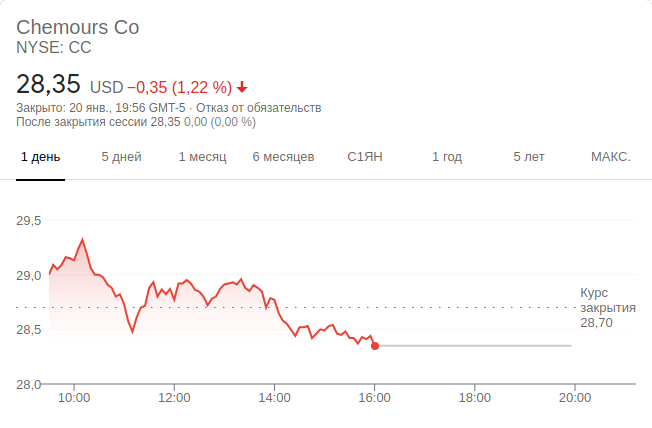 Chemours Co
NYSE: CC
28,35 USD −0,35 (1,22 %)
Закрыто: 20 янв., 19:56 GMT-5 · Отказ от обязательств
После закрытия сессии 28,35 0,00 (0,00 %)
1 день 5 дней 1 месяц 6 месяцев С1ЯН 1 год 5 лет МАКС.
29,5
29,0
Курс
закрытия
28,70
28,5
28,0
10:00 12:00 14:00 16:00 18:00 20:00